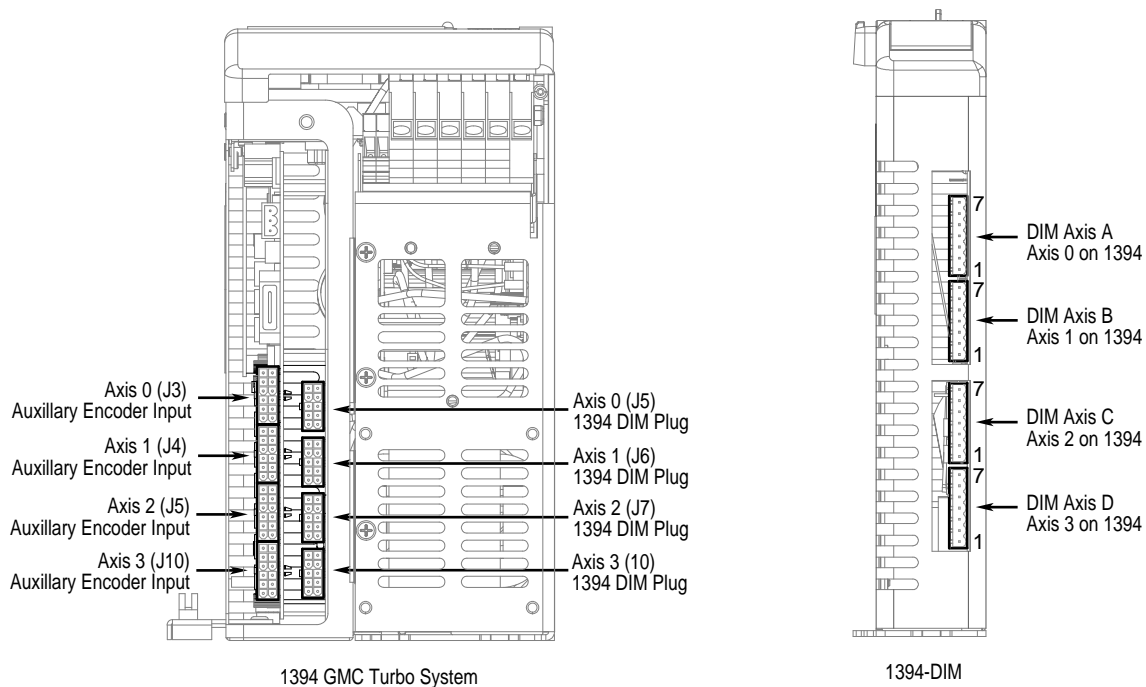 Axis 0 (J3)
Auxillary Encoder Input
Axis 1 (J4)
Auxillary Encoder Input
Axis 2 (J5)
Auxillary Encoder Input
Axis 3 (J10)
Auxillary Encoder Input
Axis 0 (J5)
1394 DIM Plug
Axis 1 (J6)
1394 DIM Plug
Axis 2 (J7)
1394 DIM Plug
Axis 3 (10)
1394 DIM Plug
1394 GMC Turbo System
7
DIM Axis A
Axis 0 on 1394
1
7
DIM Axis B
Axis 1 on 1394
1
7
DIM Axis C
Axis 2 on 1394
1
7
DIM Axis D
Axis 3 on 1394
1
1394-DIM